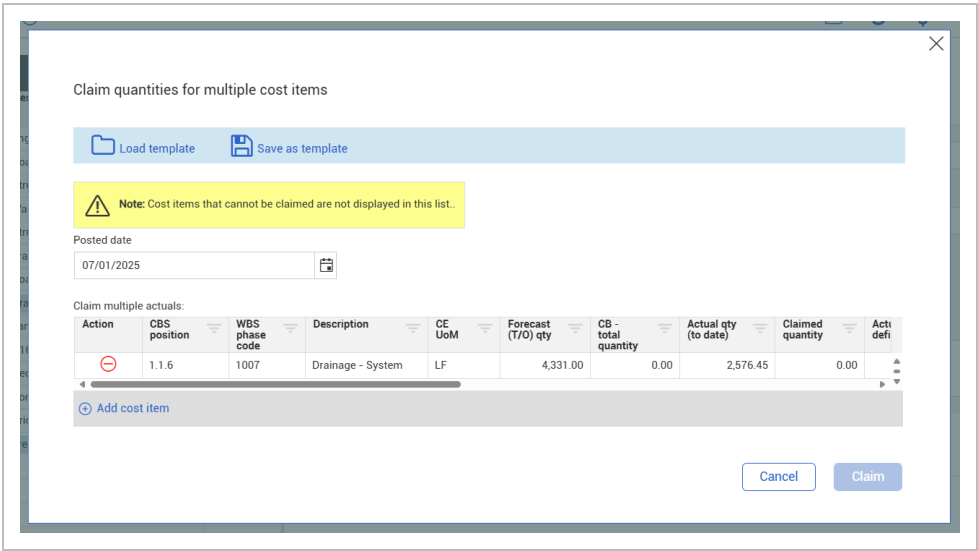 Claim quantities for multiple cost items
Load template
Save as template
Note: Cost items that cannot be claimed are not displayed in this list..
Posted date
07/01/2025
Claim multiple actuals:
Action
CBS
position
WBS
phase
code
Description
CE
UoM
Forecast
(T/O) qty
CB -
total
quantity
Actual qty
(to date)
Claimed
quantity
Actu
defi
1.1.6
1007
Drainage - System
LF
4,331.00
0.00
2,576.45
0.00
Add cost item
Cancel
Claim